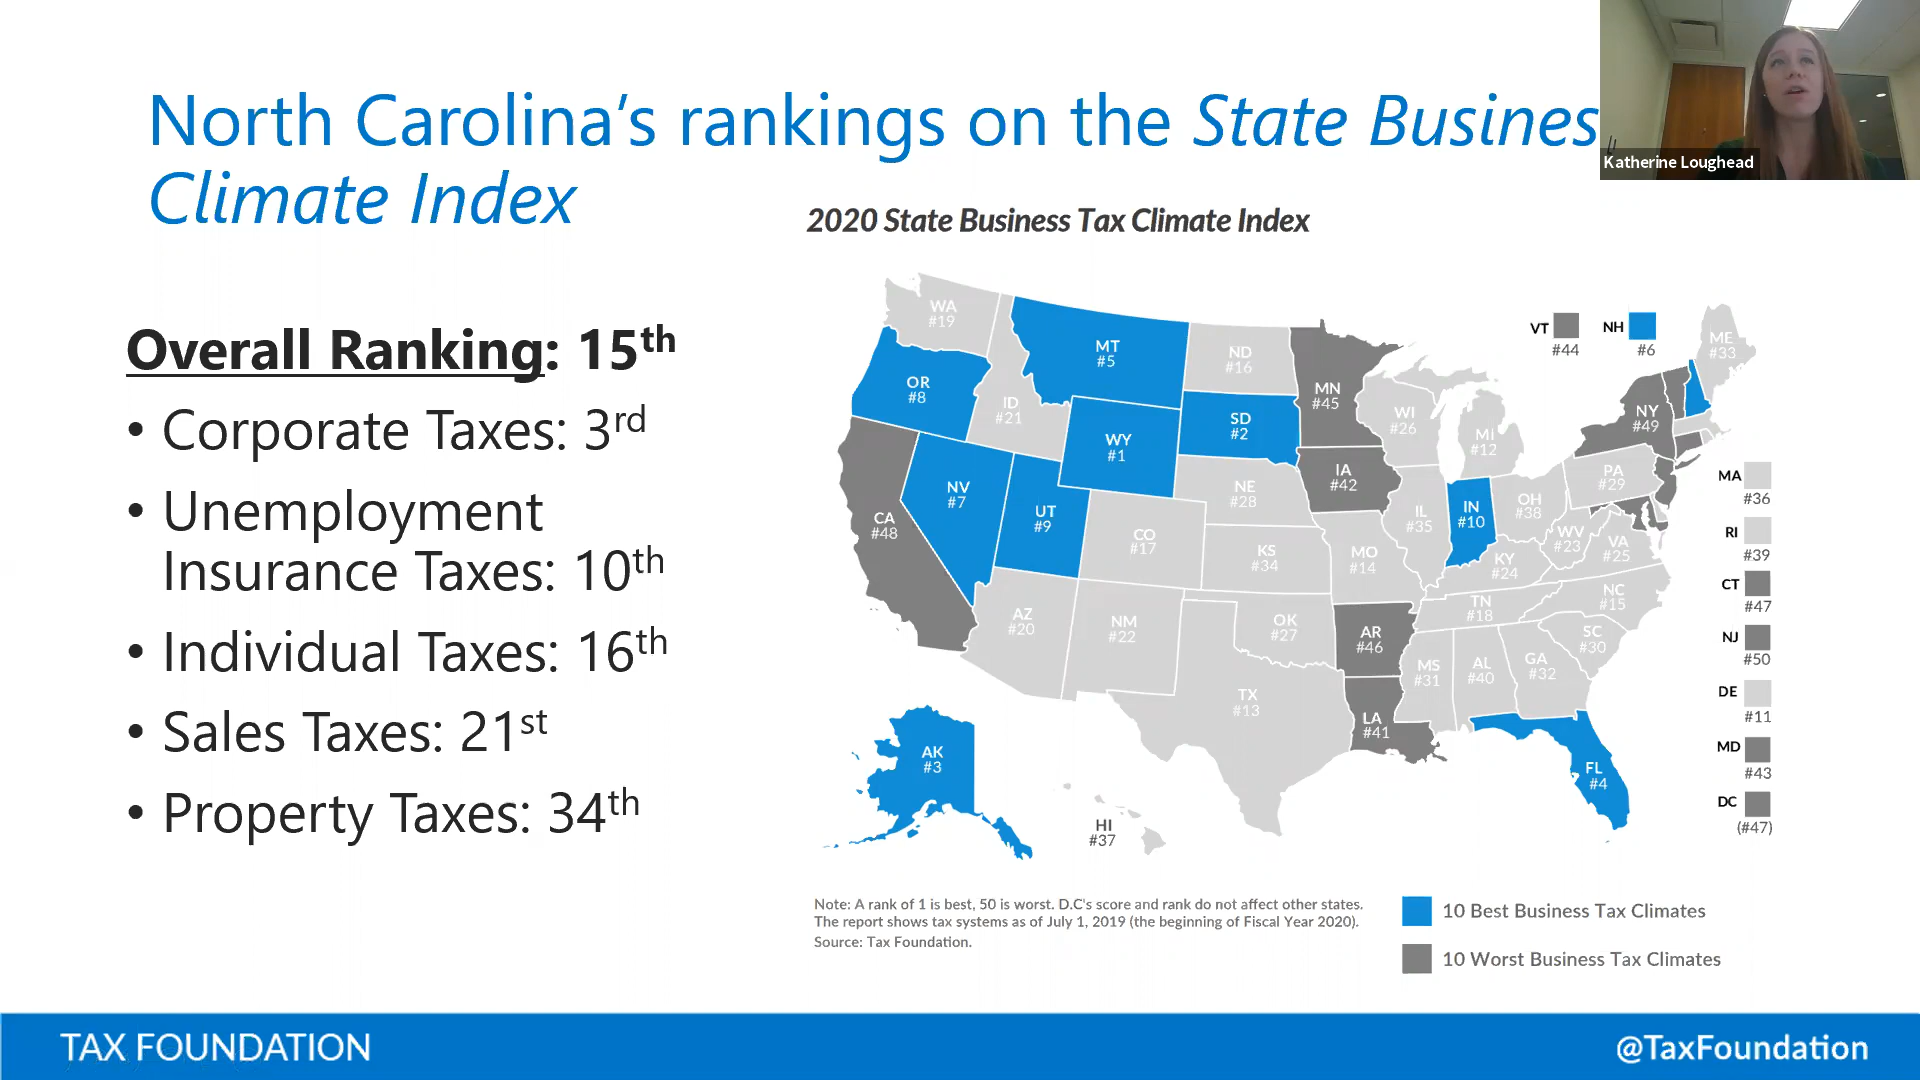 North Carolina's rankings on the State Busines
Climate Index
Katherine Loughead
2020 State Business Tax Climate Index
Overall Ranking: 15th
• Corporate Taxes: 3rd
• Unemployment
Insurance Taxes: 10th
• Individual Taxes: 16th
• Sales Taxes: 21st
• Property Taxes: 34th
WA
#19
MT
#5
ND
#16
MN
#45
VT
#44
NH
#6
ME
#33
OR
#8
ID
#21
WY
#1
SD
#2
WI
#26
MI
#12
NY
#49
CA
#48
NV
#7
UT
#9
CO
#17
NE
#28
IA
#42
IL
#35
IN
#10
OH
#38
PA
#29
WV
#23
VA
#25
KY
#24
KS
#34
MO
#14
NC
#15
TN
#18
SC
#30
AZ
#20
NM
#22
OK
#27
AR
#46
MS
#31
AL
#40
GA
#32
TX
#13
LA
#41
FL
#4
AK
#3
HI
#37
MA
#36
RI
#39
CT
#47
NJ
#50
DE
#11
MD
#43
DC
(#47)
Note: A rank of 1 is best, 50 is worst. D.C's score and rank do not affect other states.
The report shows tax systems as of July 1, 2019 (the beginning of Fiscal Year 2020).
Source: Tax Foundation.
10 Best Business Tax Climates
10 Worst Business Tax Climates
TAX FOUNDATION
@TaxFoundation